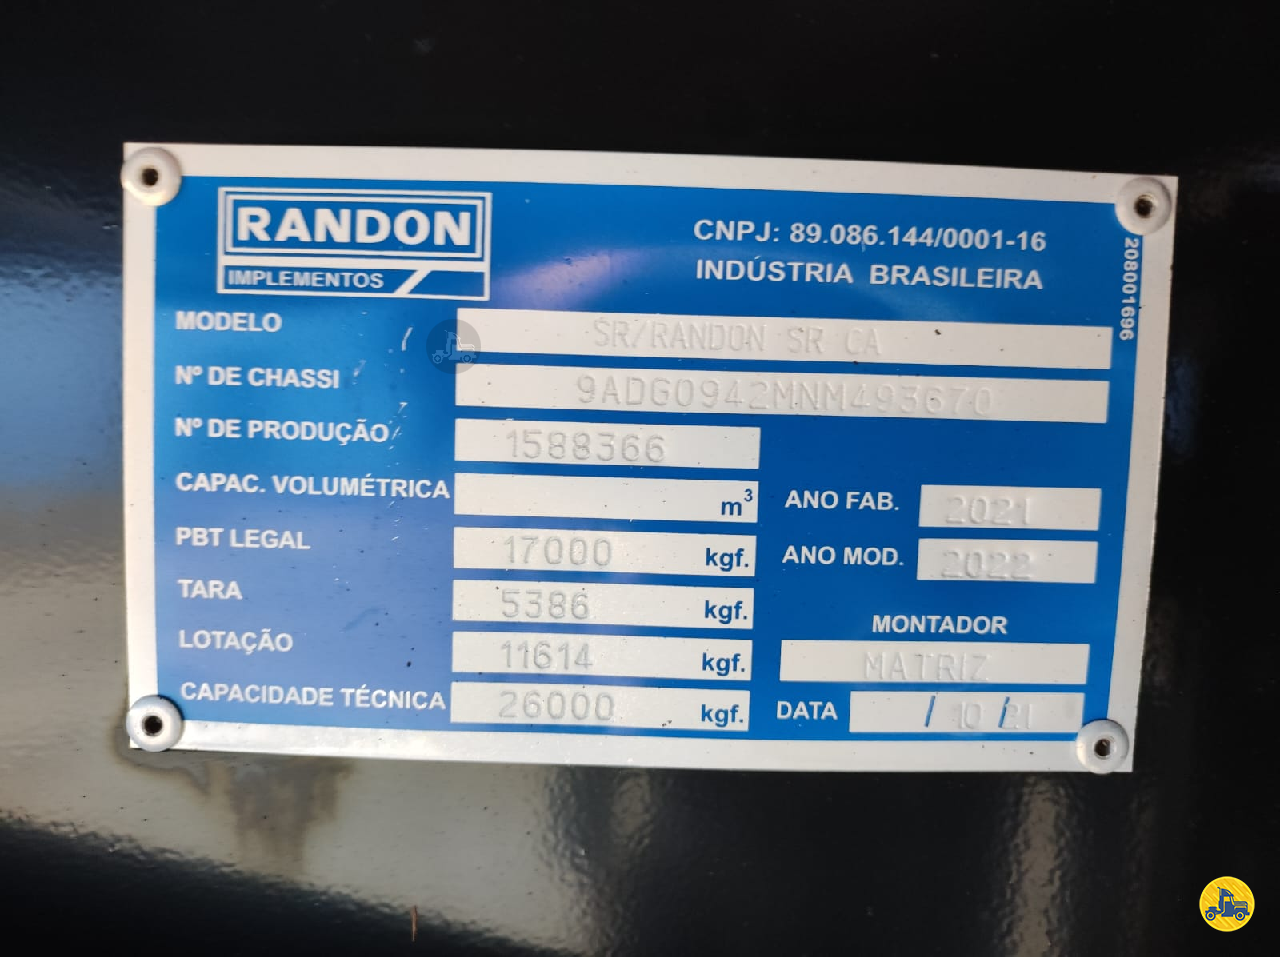 RANDON
IMPLEMENTOS
CNPJ: 89.086.144/0001-16
INDÚSTRIA BRASILEIRA
208001696
MODELO SR/RANDON SR CA
Nº DE CHASSI 9ADG0942MNM493670
Nº DE PRODUÇÃO 1588366
CAPAC. VOLUMÉTRICA m³ ANO FAB. 2021
PBT LEGAL 17000 kgf. ANO MOD. 2022
TARA 5386 kgf.
MONTADOR
LOTAÇÃO 11614 kgf. MATRIZ
CAPACIDADE TÉCNICA 26000 kgf. DATA / 10 / 21